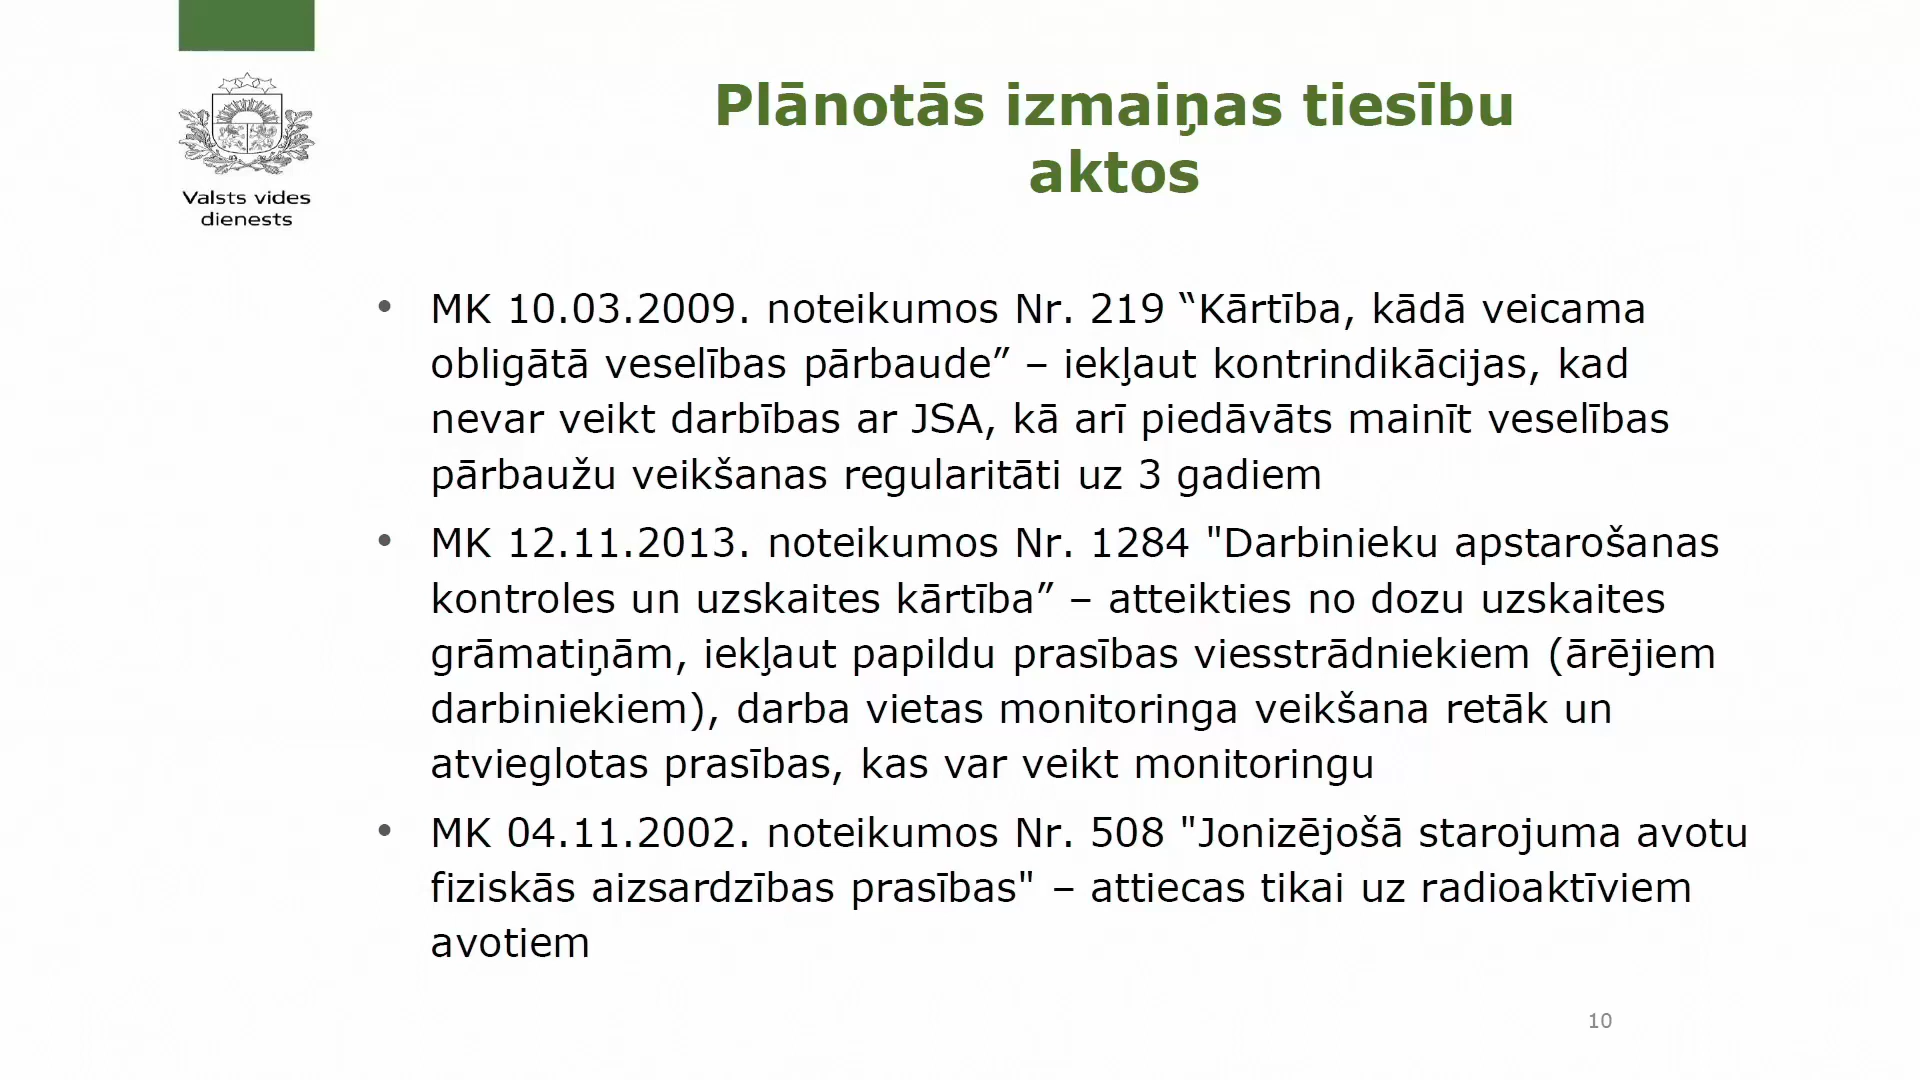 Valsts vides
dienests
Plānotās izmaiņas tiesību
aktos
• MK 10.03.2009. noteikumos Nr. 219 “Kārtība, kādā veicama
obligātā veselības pārbaude” – iekļaut kontrindikācijas, kad
nevar veikt darbības ar JSA, kā arī piedāvāts mainīt veselības
pārbaužu veikšanas regularitāti uz 3 gadiem
• MK 12.11.2013. noteikumos Nr. 1284 "Darbinieku apstarošanas
kontroles un uzskaites kārtība” – atteikties no dozu uzskaites
grāmatiņām, iekļaut papildu prasības viesstrādniekiem (ārējiem
darbiniekiem), darba vietas monitoringa veikšana retāk un
atvieglotas prasības, kas var veikt monitoringu
• MK 04.11.2002. noteikumos Nr. 508 "Jonizējošā starojuma avotu
fiziskās aizsardzības prasības" – attiecas tikai uz radioaktīviem
avotiem
10